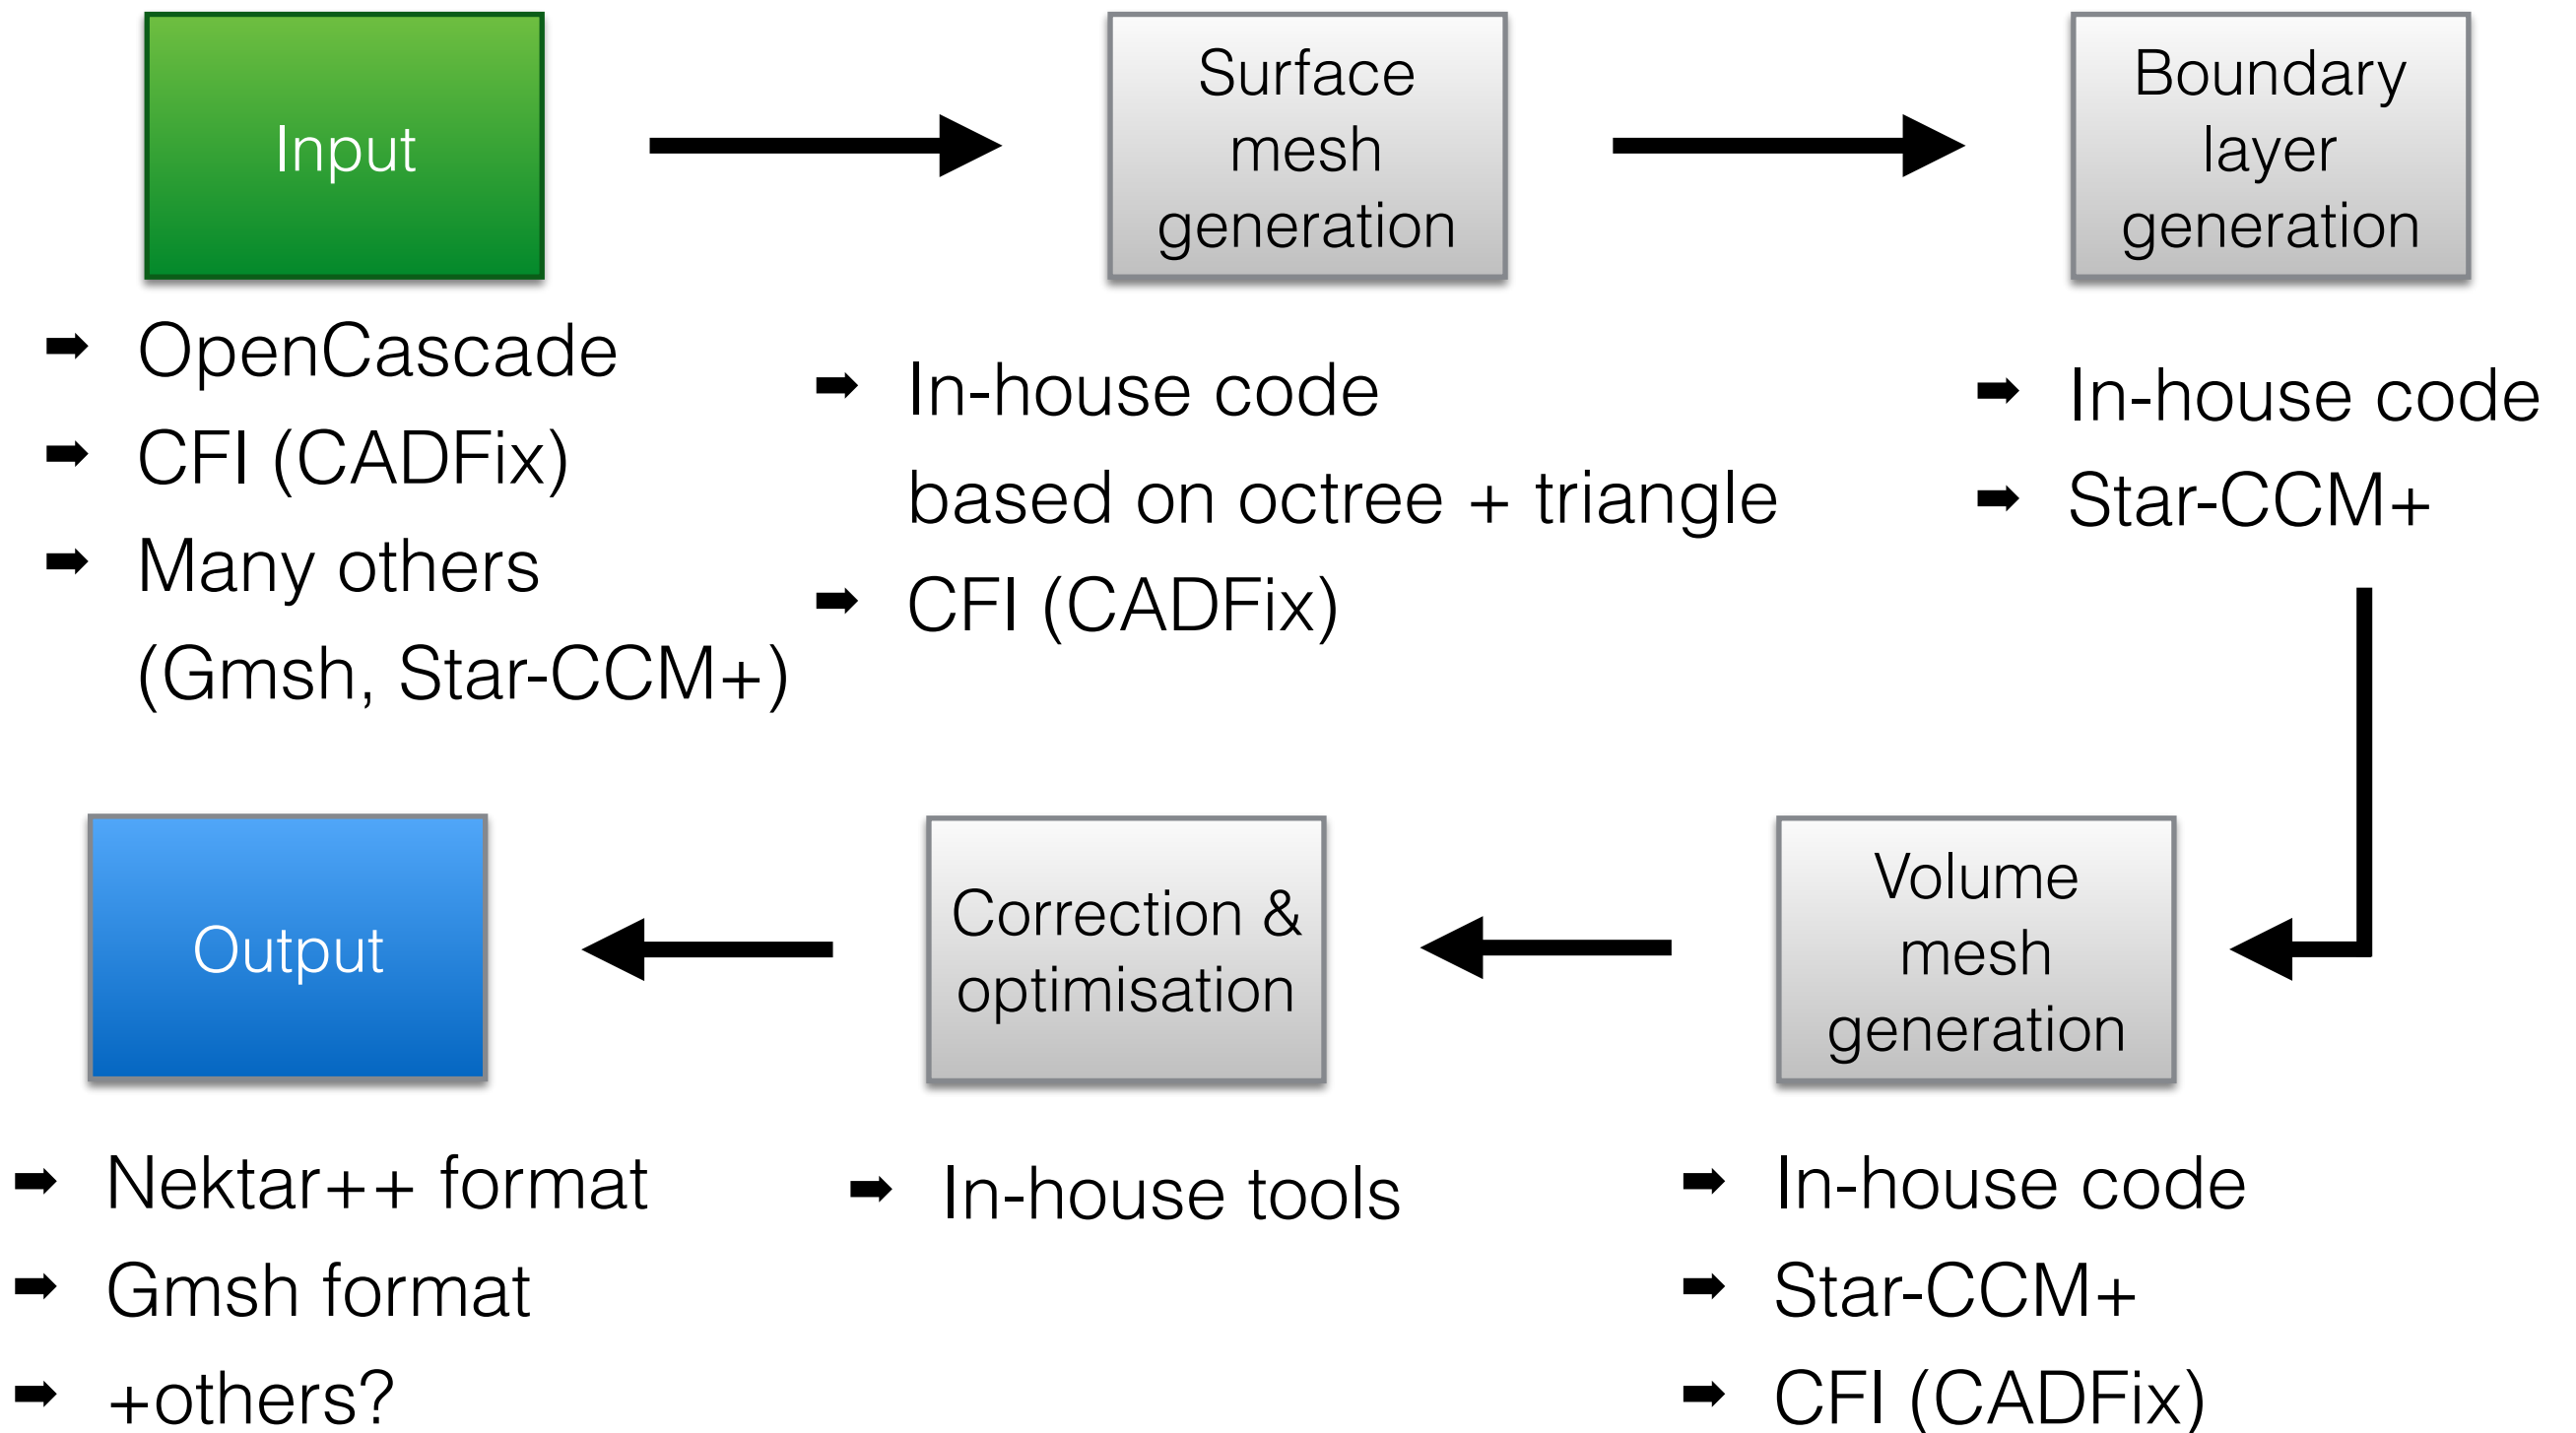 Input
Surface
mesh
generation
Boundary
layer
generation
➡ OpenCascade
➡ CFI (CADFix)
➡ Many others
(Gmsh, Star-CCM+)
➡ In-house code
based on octree + triangle
➡ CFI (CADFix)
➡ In-house code
➡ Star-CCM+
Volume
mesh
generation
➡ In-house code
➡ Star-CCM+
➡ CFI (CADFix)
Correction &
optimisation
➡ In-house tools
Output
➡ Nektar++ format
➡ Gmsh format
➡ +others?